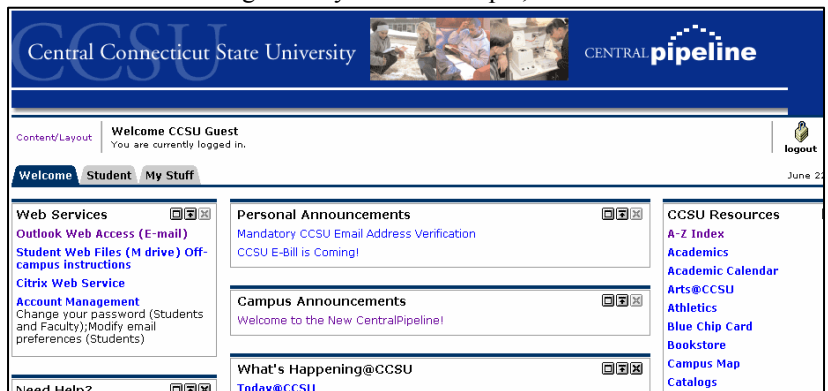 CCSU
Central Connecticut State University
CENTRAL pipeline
Content/Layout
Welcome CCSU Guest
You are currently logged in.
logout
Welcome
Student
My Stuff
June 22
Web Services
Outlook Web Access (E-mail)
Student Web Files (M drive) Off-
campus instructions
Citrix Web Service
Account Management
Change your password (Students
and Faculty);Modify email
preferences (Students)
Need Help?
Personal Announcements
Mandatory CCSU Email Address Verification
CCSU E-Bill is Coming!
Campus Announcements
Welcome to the New CentralPipeline!
What's Happening@CCSU
Today@CCSU
CCSU Resources
A-Z Index
Academics
Academic Calendar
Arts@CCSU
Athletics
Blue Chip Card
Bookstore
Campus Map
Catalogs